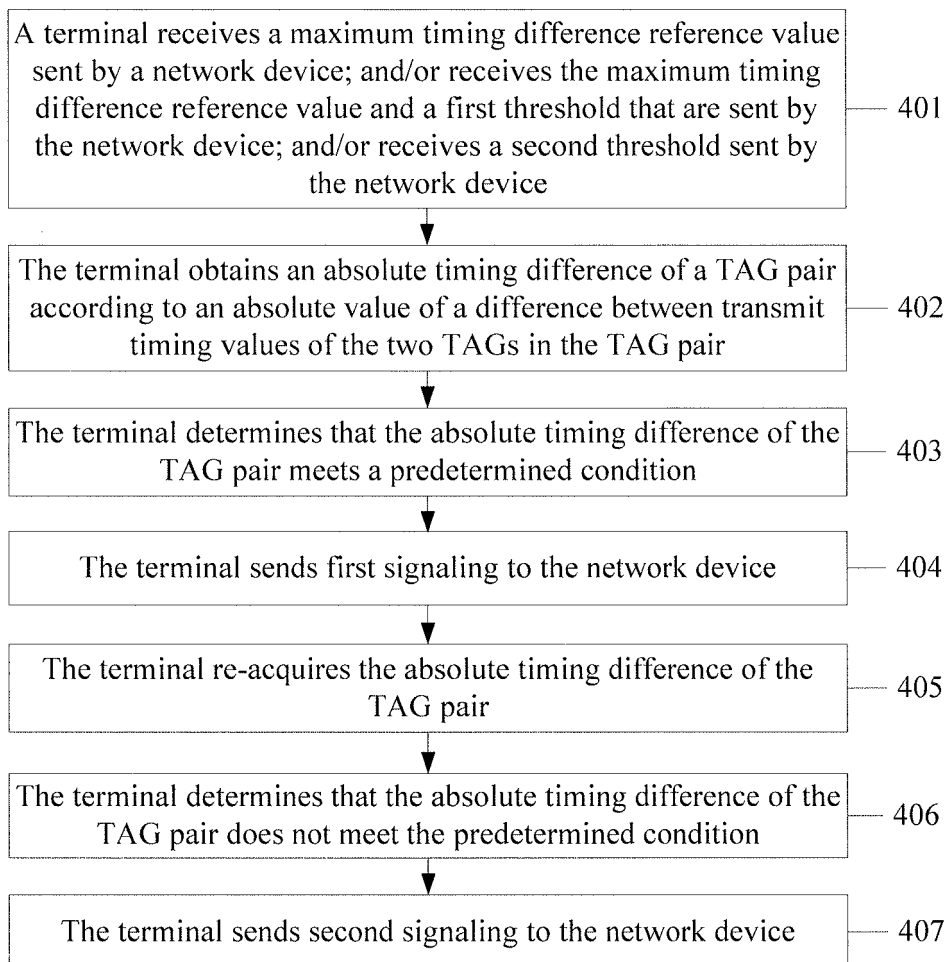 A terminal receives a maximum timing difference reference value
sent by a network device; and/or receives the maximum timing
difference reference value and a first threshold that are sent by
the network device; and/or receives a second threshold sent by
the network device
401
The terminal obtains an absolute timing difference of a TAG pair
according to an absolute value of a difference between transmit
timing values of the two TAGs in the TAG pair
402
The terminal determines that the absolute timing difference of the
TAG pair meets a predetermined condition
403
The terminal sends first signaling to the network device
404
The terminal re-acquires the absolute timing difference of the
TAG pair
405
The terminal determines that the absolute timing difference of the
TAG pair does not meet the predetermined condition
406
The terminal sends second signaling to the network device
407